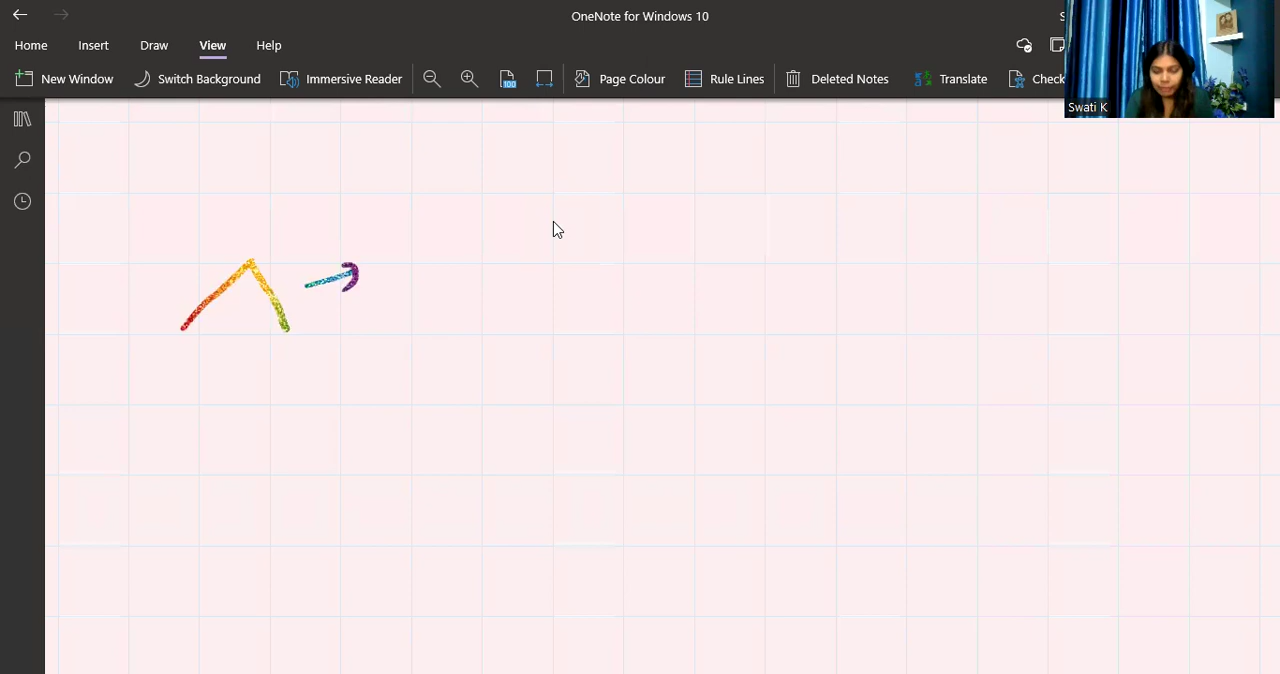 OneNote for Windows 10
S
Home Insert Draw View Help
New Window Switch Background Immersive Reader 100 Page Colour Rule Lines Deleted Notes Translate Check
Swati K